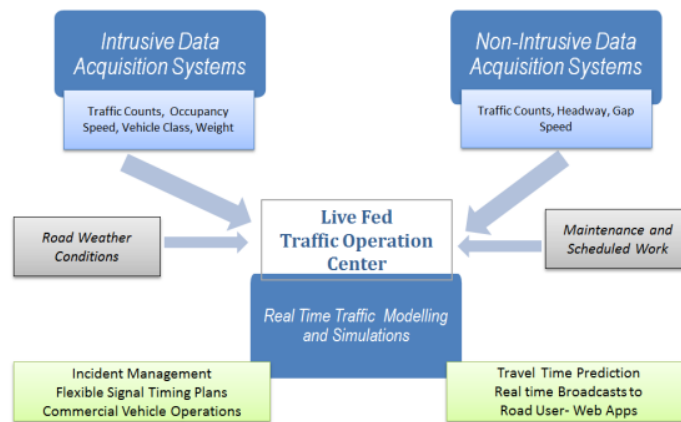 Intrusive Data
Acquisition Systems
Traffic Counts, Occupancy
Speed, Vehicle Class, Weight
Non-Intrusive Data
Acquisition Systems
Traffic Counts, Headway, Gap
Speed
Road Weather
Conditions
Live Fed
Traffic Operation
Center
Maintenance and
Scheduled Work
Real Time Traffic Modelling
and Simulations
Incident Management
Flexible Signal Timing Plans
Commercial Vehicle Operations
Travel Time Prediction
Real time Broadcasts to
Road User- Web Apps